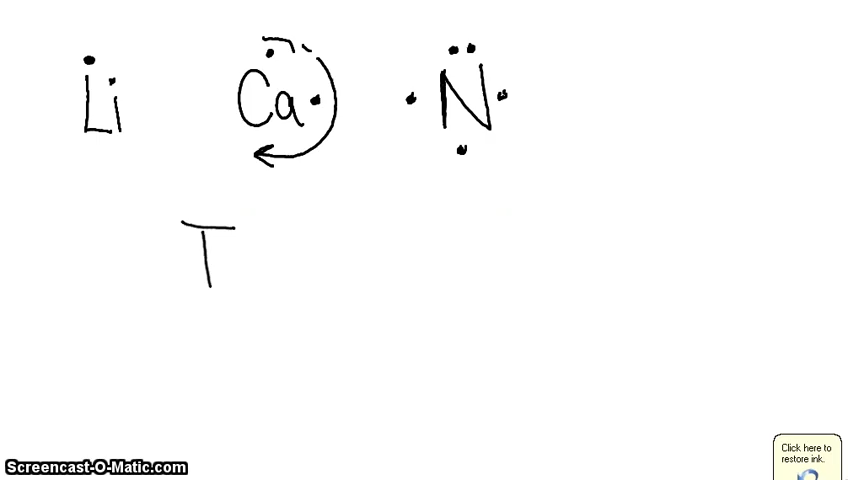 Li Ca N
T
Click here to
restore ink.
Screencast-O-Matic.com